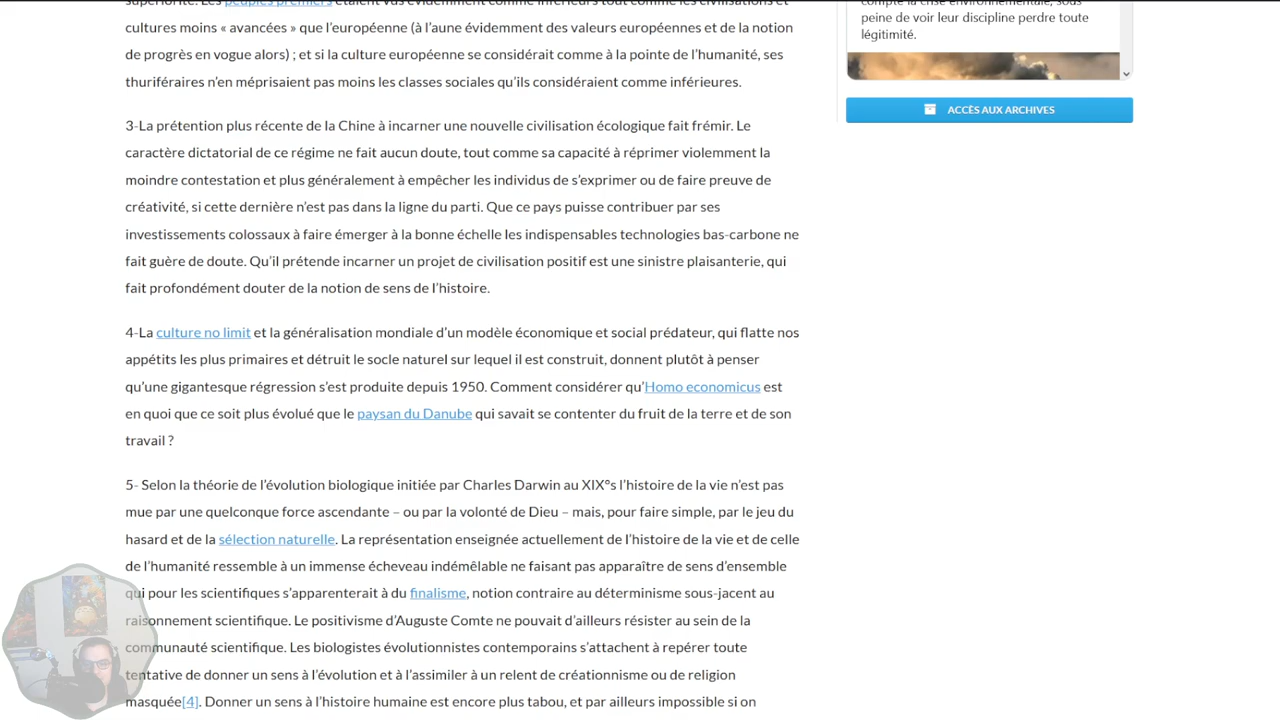 supériorité. Les peuples premiers étaient vus évidemment comme inférieurs tout comme les civilisations et
cultures moins « avancées » que l'européenne (à l'aune évidemment des valeurs européennes et de la notion
de progrès en vogue alors) ; et si la culture européenne se considérait comme à la pointe de l'humanité, ses
thuriféraires n'en méprisaient pas moins les classes sociales qu'ils considéraient comme inférieures.
3-La prétention plus récente de la Chine à incarner une nouvelle civilisation écologique fait frémir. Le
caractère dictatorial de ce régime ne fait aucun doute, tout comme sa capacité à réprimer violemment la
moindre contestation et plus généralement à empêcher les individus de s'exprimer ou de faire preuve de
créativité, si cette dernière n'est pas dans la ligne du parti. Que ce pays puisse contribuer par ses
investissements colossaux à faire émerger à la bonne échelle les indispensables technologies bas-carbone ne
fait guère de doute. Qu'il prétende incarner un projet de civilisation positif est une sinistre plaisanterie, qui
fait profondément douter de la notion de sens de l'histoire.
4-La culture no limit et la généralisation mondiale d'un modèle économique et social prédateur, qui flatte nos
appétits les plus primaires et détruit le socle naturel sur lequel il est construit, donnent plutôt à penser
qu'une gigantesque régression s'est produite depuis 1950. Comment considérer qu'Homo economicus est
en quoi que ce soit plus évolué que le paysan du Danube qui savait se contenter du fruit de la terre et de son
travail ?
5- Selon la théorie de l'évolution biologique initiée par Charles Darwin au XIX°s l'histoire de la vie n'est pas
mue par une quelconque force ascendante – ou par la volonté de Dieu – mais, pour faire simple, par le jeu du
hasard et de la sélection naturelle. La représentation enseignée actuellement de l'histoire de la vie et de celle
de l'humanité ressemble à un immense écheveau indémêlable ne faisant pas apparaître de sens d'ensemble
qui pour les scientifiques s'apparenterait à du finalisme, notion contraire au déterminisme sous-jacent au
raisonnement scientifique. Le positivisme d'Auguste Comte ne pouvait d'ailleurs résister au sein de la
communauté scientifique. Les biologistes évolutionnistes contemporains s'attachent à repérer toute
tentative de donner un sens à l'évolution et à l'assimiler à un relent de créationnisme ou de religion
masquée[4]. Donner un sens à l'histoire humaine est encore plus tabou, et par ailleurs impossible si on
compte la crise environnementale, sous
peine de voir leur discipline perdre toute
légitimité.
ACCÈS AUX ARCHIVES